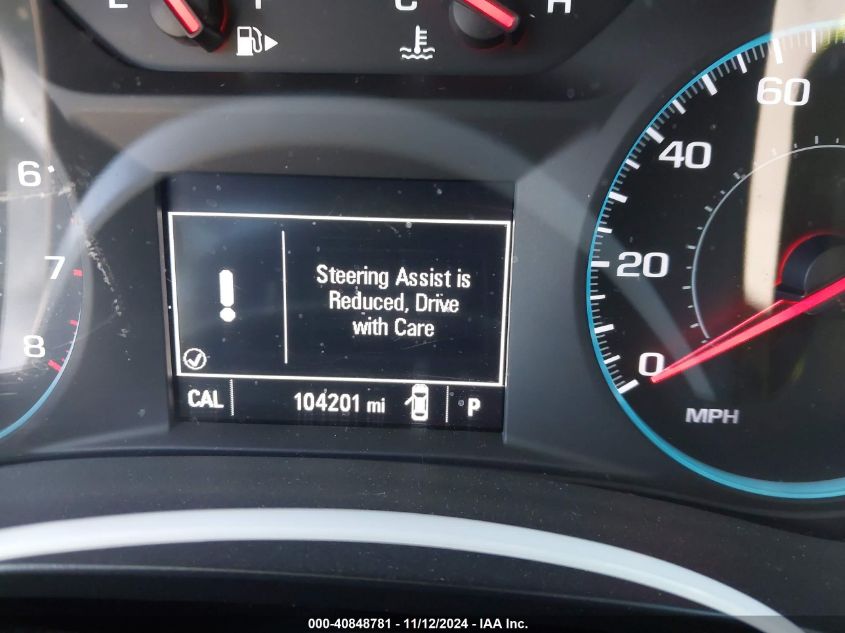 E F C H
60
40
20
0
MPH
6
7
8
Steering Assist is
Reduced, Drive
with Care
CAL 104201 mi P
000-40848781 - 11/12/2024 - IAA Inc.